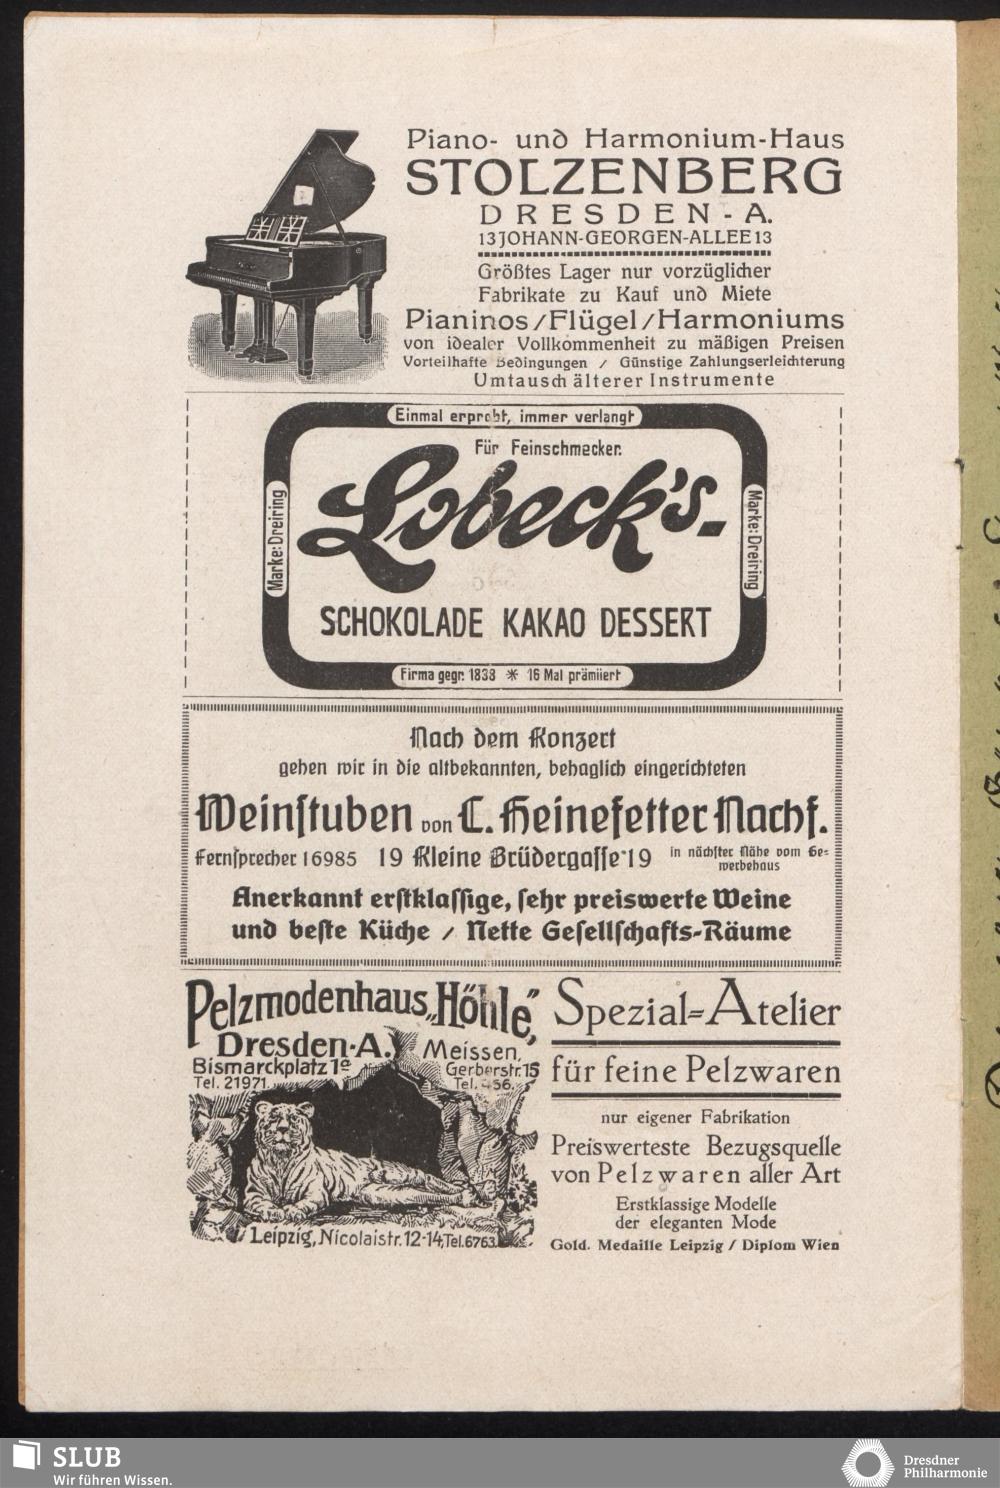 Piano- und Harmonium-Haus
STOLZENBERG
DRESDEN-A.
13 JOHANN-GEORGEN-ALLEE 13
Größtes Lager nur vorzüglicher
Fabrikate zu Kauf und Miete
Pianinos / Flügel / Harmoniums
von idealer Vollkommenheit zu mäßigen Preisen
Vorteilhafte Bedingungen / Günstige Zahlungserleichterung
Umtausch älterer Instrumente
Einmal erprobt, immer verlangt
Für Feinschmecker.
Marke: Dreiring
Lobeck's-
Marke: Dreiring
SCHOKOLADE KAKAO DESSERT
Firma gegr. 1838 * 16 Mal prämiiert
Nach dem Konzert
gehen wir in die altbekannten, behaglich eingerichteten
Weinſtuben von C. Heinefetter Nachf.
Fernſprecher 16985 19 Kleine Brüdergaſſe 19 in nächſter Nähe vom Ge-
werbehaus
Anerkannt erſtklaſſige, ſehr preiswerte Weine
und beſte Küche / Nette Geſellſchafts-Räume
Pelzmodenhaus „Höhle”,
Dresden-A.
Bismarckplatz 1a
Tel. 21971.
Meissen,
Gerberstr. 15
Tel.
Leipzig, Nicolaistr. 12-14, Tel. 6763.
Spezial-Atelier
für feine Pelzwaren
nur eigener Fabrikation
Preiswerteste Bezugsquelle
von Pelzwaren aller Art
Erstklassige Modelle
der eleganten Mode
Gold. Medaille Leipzig / Diplom Wien
SLUB
Wir führen Wissen.
Dresdner
Philharmonie